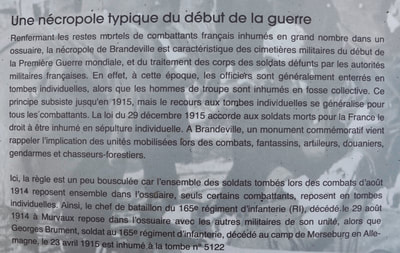 Une nécropole typique du début de la guerre
Renfermant les restes mortels de combattants français inhumés en grand nombre dans un
ossuaire, la nécropole de Brandeville est caractéristique des cimetières militaires du début de
la Première Guerre mondiale, et du traitement des corps des soldats défunts par les autorités
militaires françaises. En effet, à cette époque, les officiers sont généralement enterrés en
tombes individuelles, alors que les hommes de troupe sont inhumés en fosse collective. Ce
principe subsiste jusqu'en 1915, mais le recours aux tombes individuelles se généralise pour
tous les combattants. La loi du 29 décembre 1915 accorde aux soldats morts pour la France le
droit à être inhumé en sépulture individuelle. A Brandeville, un monument commémoratif vient
rappeler l'implication des unités mobilisées lors des combats, fantassins, artilleurs, douaniers,
gendarmes et chasseurs-forestiers.
Ici, la règle est un peu bousculée car l'ensemble des soldats tombés lors des combats d'août
1914 reposent ensemble dans l'ossuaire, seuls certains combattants, reposent en tombes
individuelles. Ainsi, le chef de bataillon du 165e régiment d'infanterie (RI), décédé le 29 août
1914 à Murvaux repose dans l'ossuaire avec les autres militaires de son unité, alors que
Georges Brument, soldat au 165e régiment d'infanterie, décédé au camp de Merseburg en Alle-
magne, le 23 avril 1915 est inhumé à la tombe n° 5122